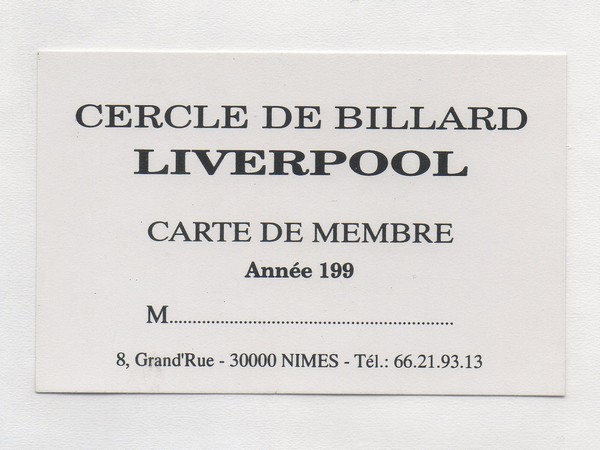 CERCLE DE BILLARD
LIVERPOOL
CARTE DE MEMBRE
Année 199
M............................................................
8, Grand'Rue - 30000 NIMES - Tél.: 66.21.93.13